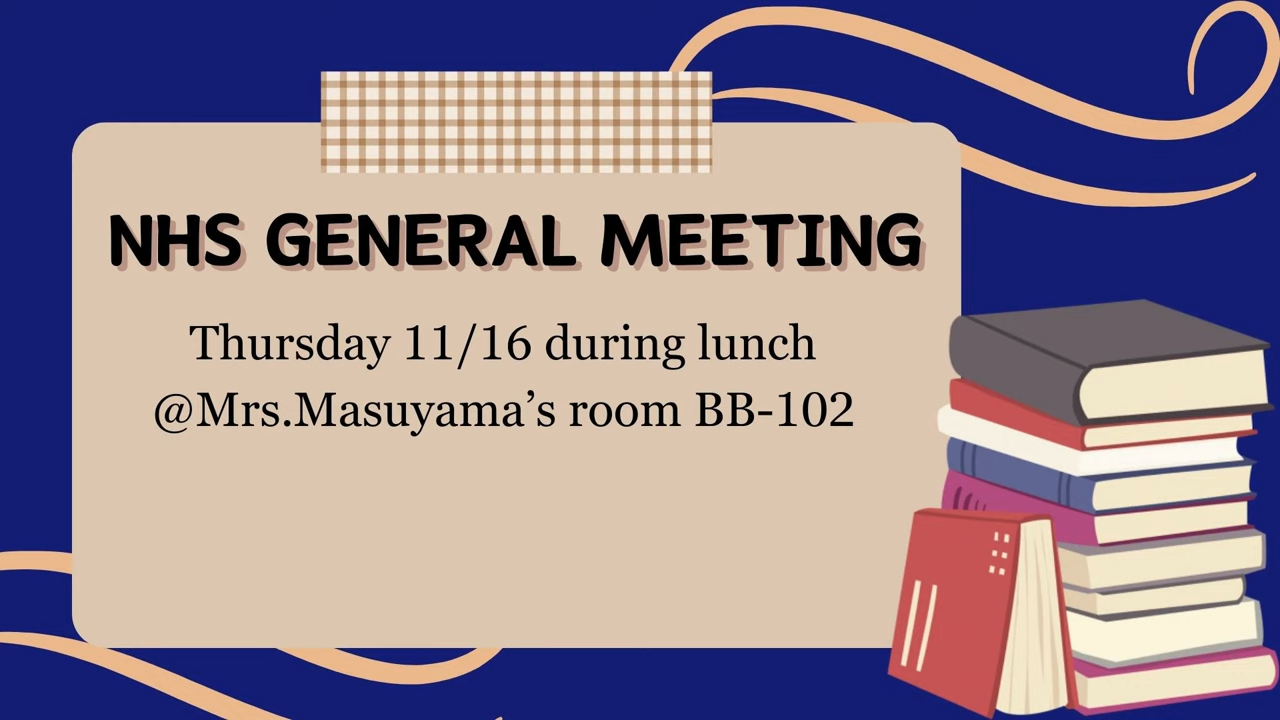 NHS GENERAL MEETING
Thursday 11/16 during lunch
@Mrs.Masuyama’s room BB-102